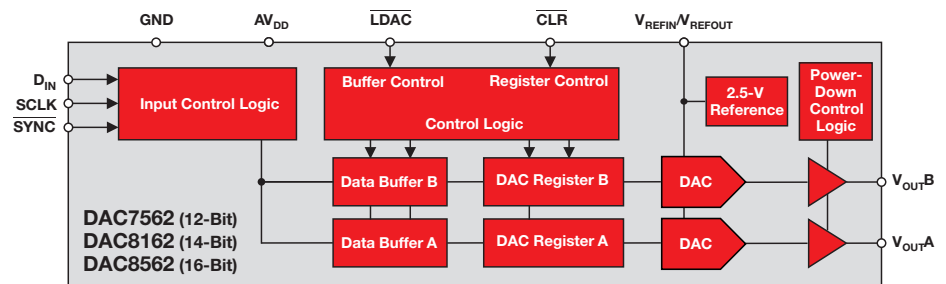 GND
AVDD
LDAC
CLR
VREFIN/VREFOUT
DIN
SCLK
SYNC
Input Control Logic
Buffer Control
Register Control
Control Logic
2.5-V
Reference
Power-
Down
Control
Logic
Data Buffer B
DAC Register B
DAC
VOUTB
Data Buffer A
DAC Register A
DAC
VOUTA
DAC7562 (12-Bit)
DAC8162 (14-Bit)
DAC8562 (16-Bit)